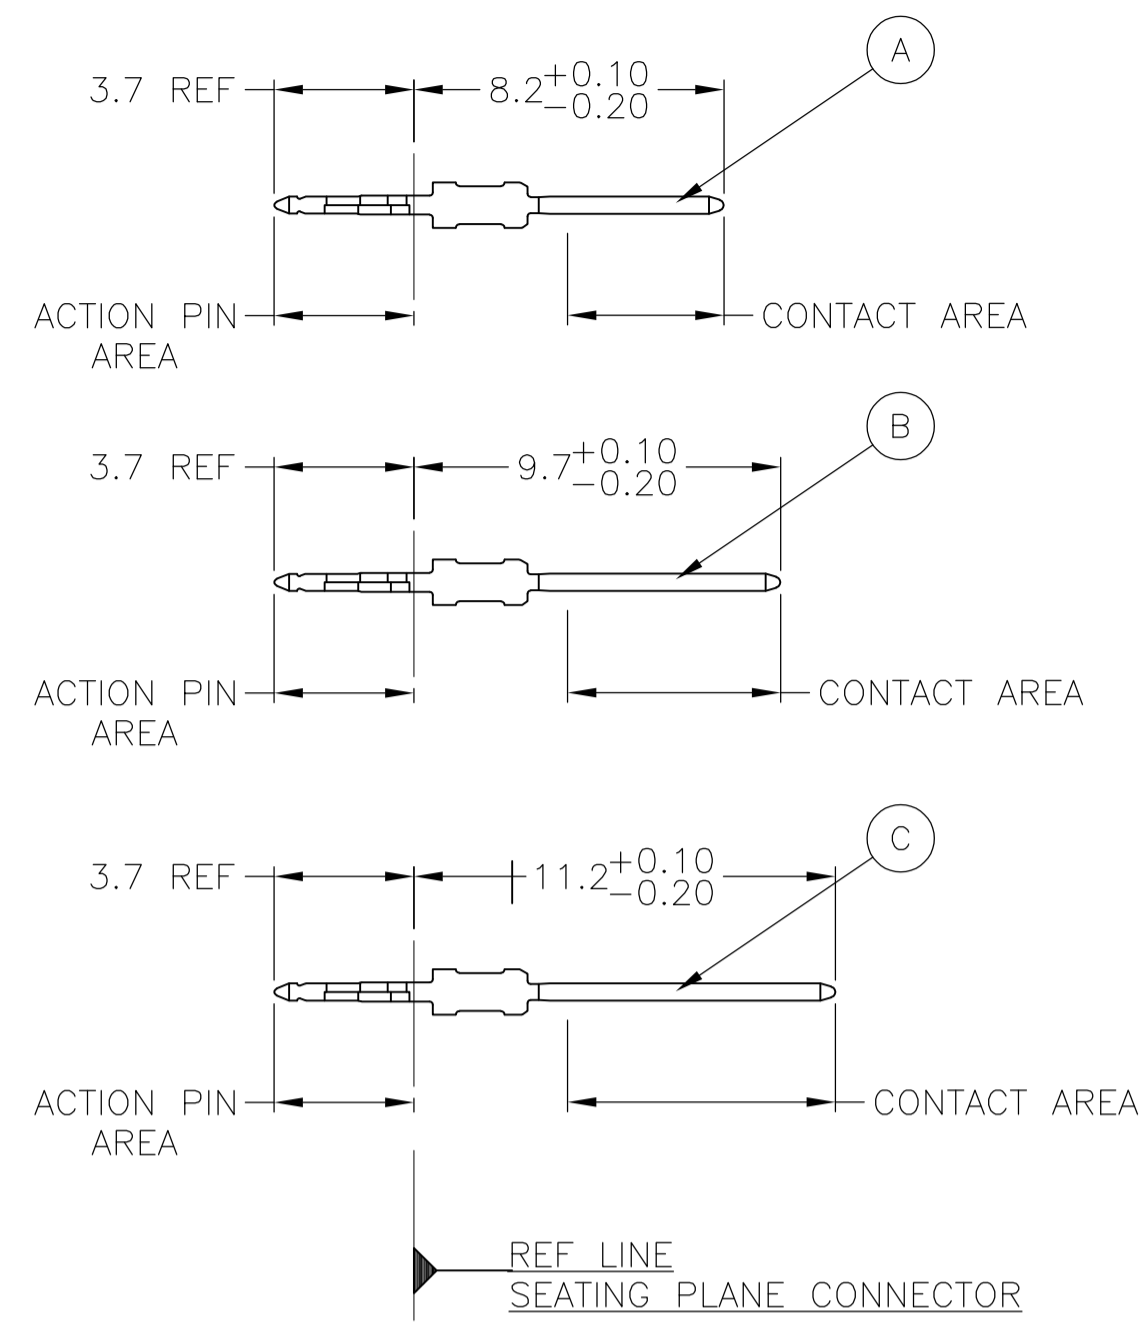 A
3.7 REF
8.2 +0.10
-0.20
ACTION PIN
AREA
CONTACT AREA
B
3.7 REF
9.7 +0.10
-0.20
ACTION PIN
AREA
CONTACT AREA
C
3.7 REF
11.2 +0.10
-0.20
ACTION PIN
AREA
CONTACT AREA
REF LINE
SEATING PLANE CONNECTOR